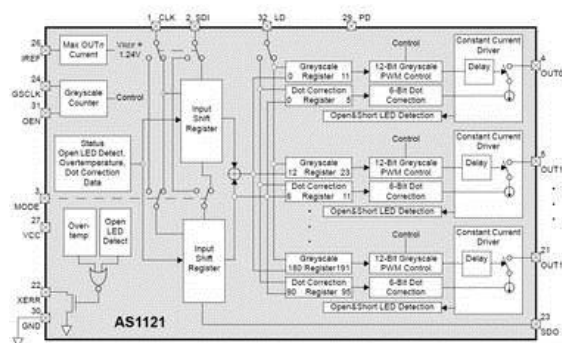 1 CLK
2 SDI
32 LD
29 PD
26
IREF
24
GSCLK
31
OEN
3
MODE
27
VCC
22
XERR
30
GND
Max OUTn
Current
VREF =
1.24V
Greyscale
Counter
Control
Status
Open LED Detect,
Overtemperature,
Dot Correction
Data
Over-
temp
Open
LED
Detect
Input
Shift
Register
Input
Shift
Register
AS1121
Control
Greyscale
0 Register 11
12-Bit Greyscale
PWM Control
Dot Correction
0 Register 5
6-Bit Dot
Correction
Open&Short LED Detection
Constant Current
Driver
Delay
4
OUT0
Control
Greyscale
12 Register 23
12-Bit Greyscale
PWM Control
Dot Correction
6 Register 11
6-Bit Dot
Correction
Open&Short LED Detection
Constant Current
Driver
Delay
5
OUT1
Control
Greyscale
180 Register 191
12-Bit Greyscale
PWM Control
Dot Correction
90 Register 95
6-Bit Dot
Correction
Open&Short LED Detection
Constant Current
Driver
Delay
21
OUT1
23
SDO